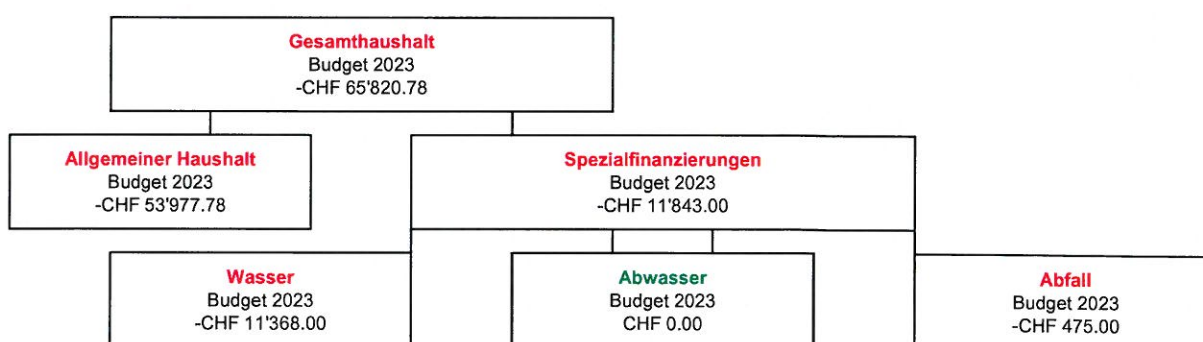 Gesamthaushalt
Budget 2023
-CHF 65'820.78
Allgemeiner Haushalt
Budget 2023
-CHF 53'977.78
Spezialfinanzierungen
Budget 2023
-CHF 11'843.00
Wasser
Budget 2023
-CHF 11'368.00
Abwasser
Budget 2023
CHF 0.00
Abfall
Budget 2023
-CHF 475.00